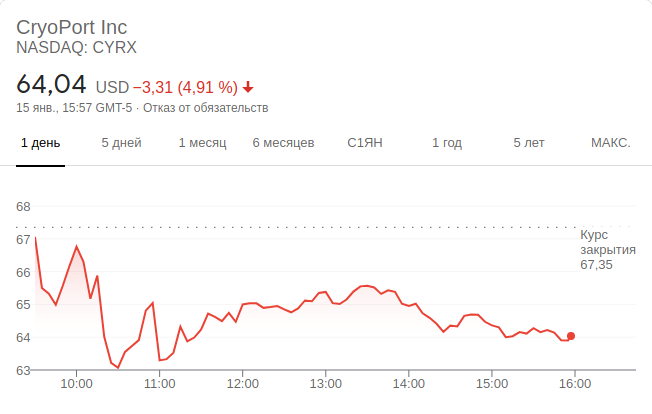 CryoPort Inc
NASDAQ: CYRX
64,04 USD −3,31 (4,91 %)
15 янв., 15:57 GMT-5 · Отказ от обязательств
1 день 5 дней 1 месяц 6 месяцев С1ЯН 1 год 5 лет МАКС.
68
67
66
65
64
63
Курс
закрытия
67,35
10:00 11:00 12:00 13:00 14:00 15:00 16:00